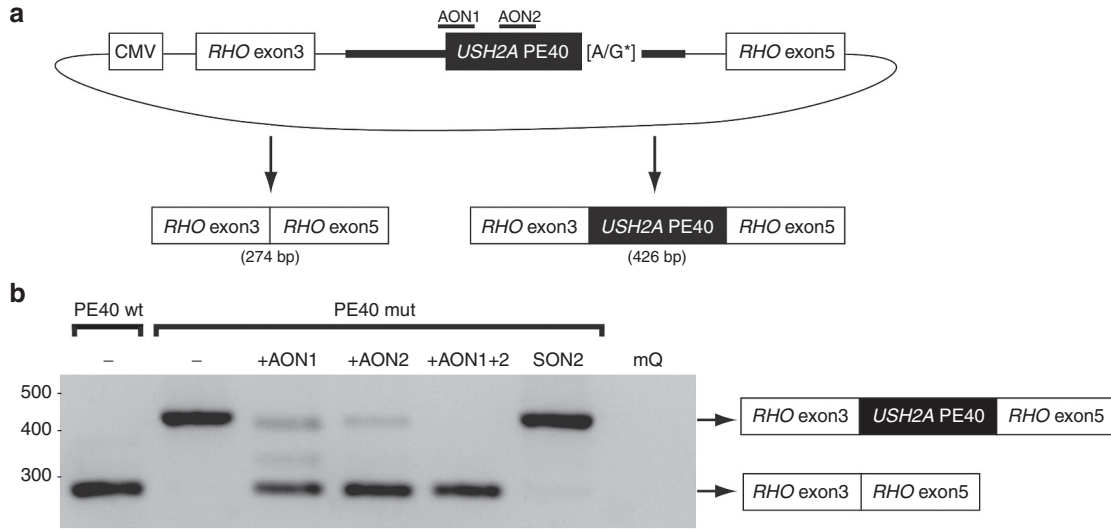 a
AON1 AON2
CMV RHO exon3 USH2A PE40 [A/G*] RHO exon5
RHO exon3 RHO exon5 RHO exon3 USH2A PE40 RHO exon5
(274 bp) (426 bp)
b
PE40 wt PE40 mut
– – +AON1 +AON2 +AON1+2 SON2 mQ
500
400
300
RHO exon3 USH2A PE40 RHO exon5
RHO exon3 RHO exon5